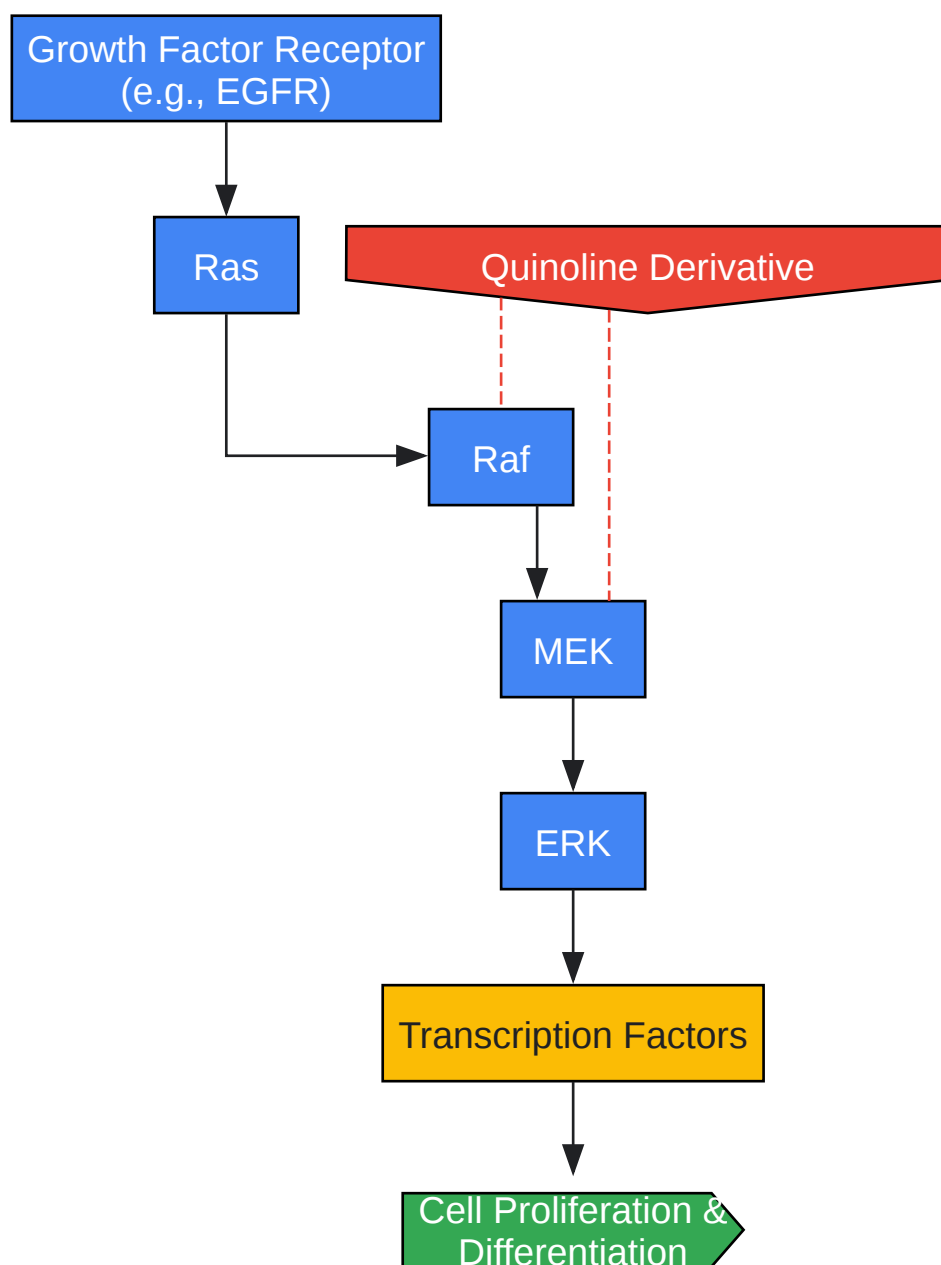 Growth Factor Receptor
(e.g., EGFR)
Ras
Quinoline Derivative
Raf
MEK
ERK
Transcription Factors
Cell Proliferation &
Differentiation